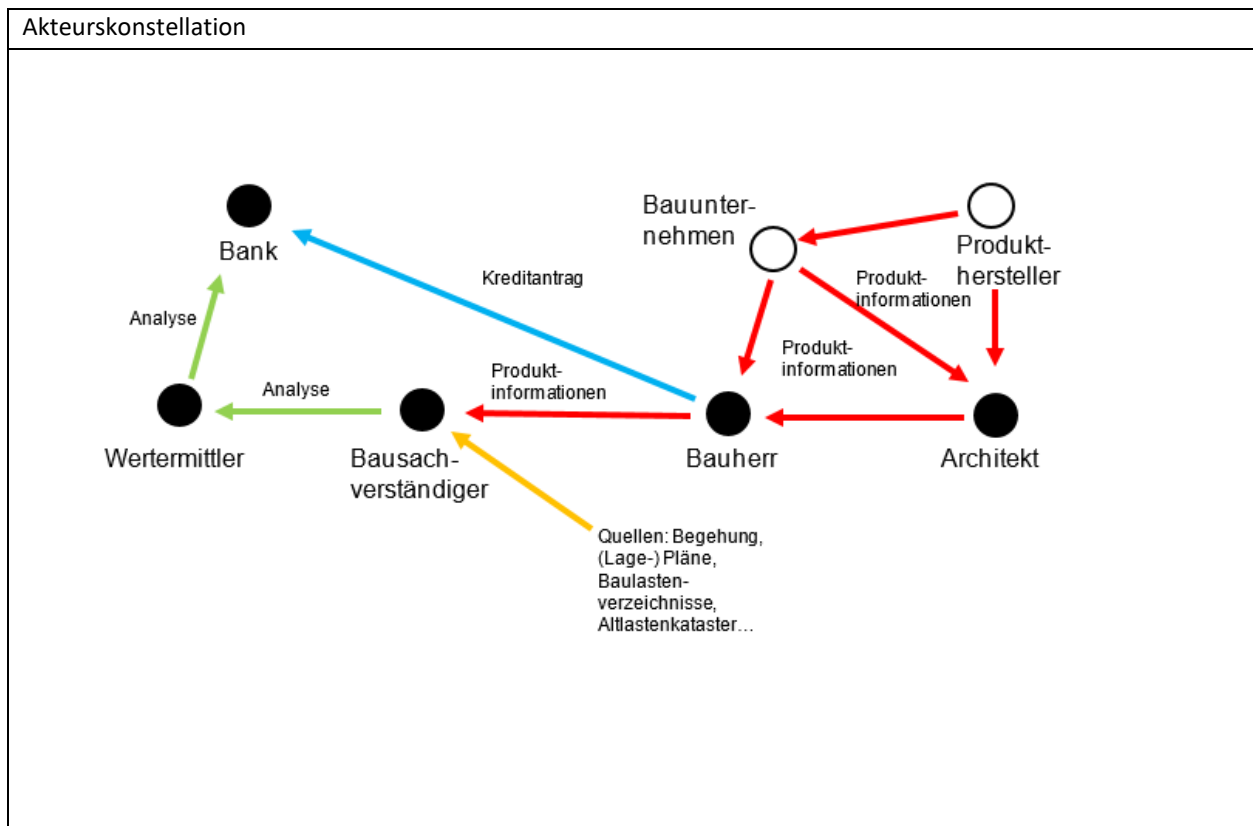 Akteurskonstellation
Bank
Bauunter-
nehmen
Produkt-
hersteller
Kreditantrag
Produkt-
informationen
Analyse
Produkt-
informationen
Produkt-
informationen
Analyse
Wertermittler
Bausach-
verständiger
Bauherr
Architekt
Quellen: Begehung,
(Lage-) Pläne,
Baulasten-
verzeichnisse,
Altlastenkataster…